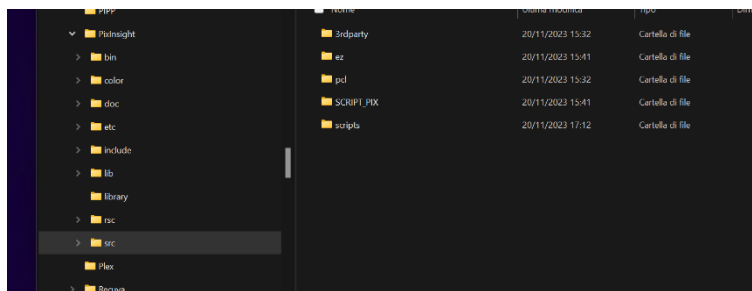 PIPP
Nome Ultima modifica Tipo Dim
PixInsight
3rdparty 20/11/2023 15:32 Cartella di file
bin
ez 20/11/2023 15:41 Cartella di file
color
pcl 20/11/2023 15:32 Cartella di file
doc
SCRIPT_PIX 20/11/2023 15:41 Cartella di file
etc
scripts 20/11/2023 17:12 Cartella di file
include
lib
library
rsc
src
Plex
Recuva